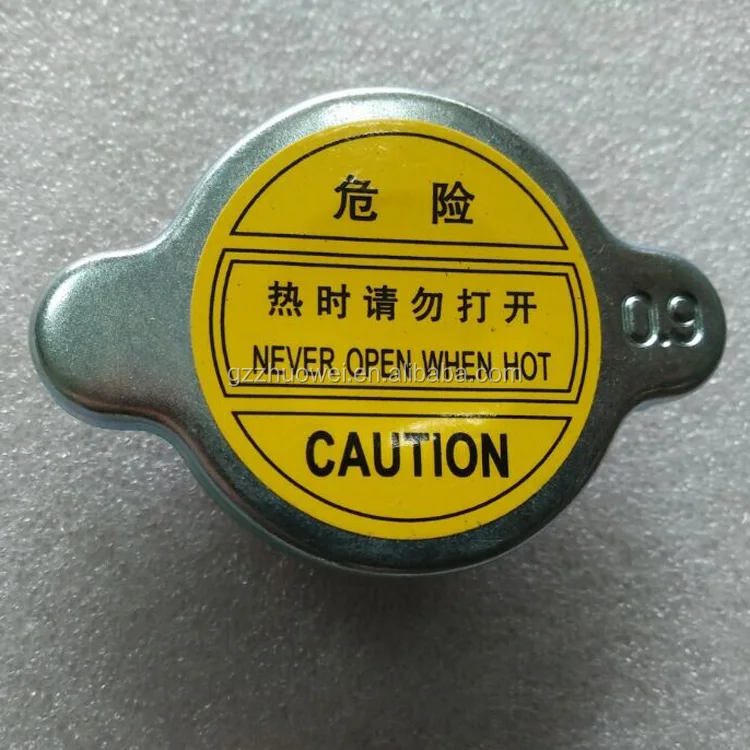 危 险
热时请勿打开
NEVER OPEN WHEN HOT
gzzhuowei.en.alibaba.com
CAUTION
0.9